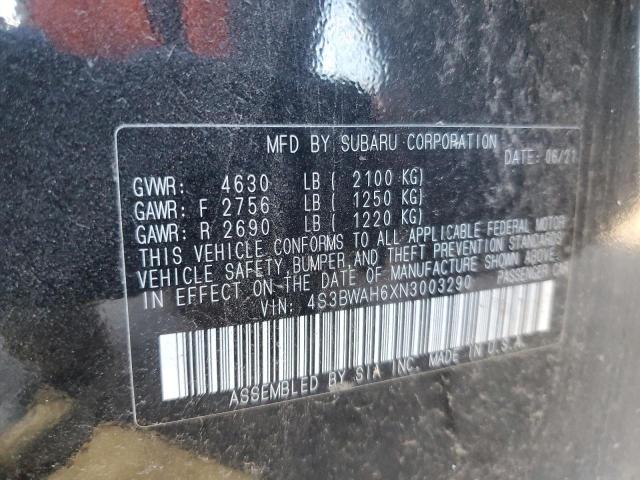 MFD BY SUBARU CORPORATION
DATE: 06/21
GVWR: 4630 LB ( 2100 KG)
GAWR: F 2756 LB ( 1250 KG)
GAWR: R 2690 LB ( 1220 KG)
THIS VEHICLE CONFORMS TO ALL APPLICABLE FEDERAL MOTOR
VEHICLE SAFETY, BUMPER AND THEFT PREVENTION STANDARDS
IN EFFECT ON THE DATE OF MANUFACTURE SHOWN ABOVE.
VIN: 4S3BWAH6XN3003290 PASSENGER CAR
ASSEMBLED BY SIA INC. MADE IN U.S.A.